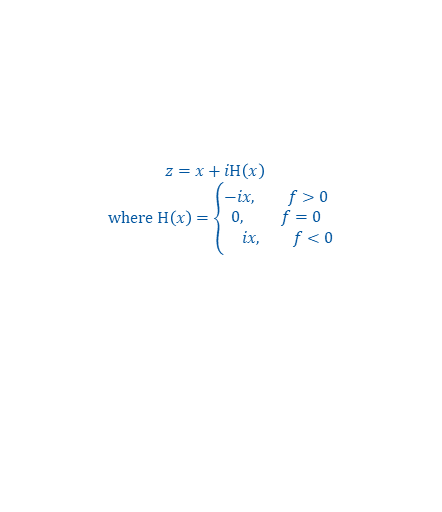 z = x + iH(x)
where H(x) = { −ix, f > 0
0, f = 0
ix, f < 0